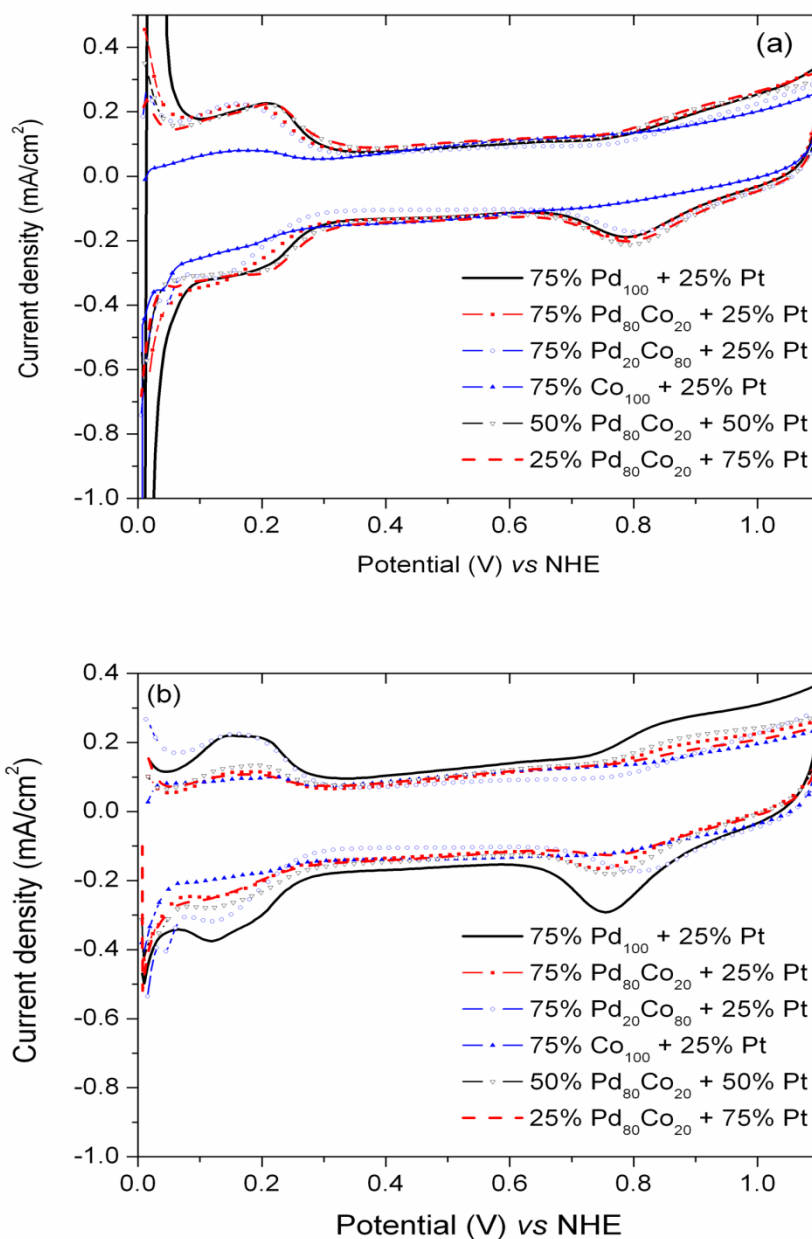 (a)
0.4
0.2
0.0
-0.2
-0.4
-0.6
-0.8
-1.0
Current density (mA/cm²)
75% Pd₁₀₀ + 25% Pt
75% Pd₈₀Co₂₀ + 25% Pt
75% Pd₂₀Co₈₀ + 25% Pt
75% Co₁₀₀ + 25% Pt
50% Pd₈₀Co₂₀ + 50% Pt
25% Pd₈₀Co₂₀ + 75% Pt
0.0 0.2 0.4 0.6 0.8 1.0
Potential (V) vs NHE
(b)
0.4
0.2
0.0
-0.2
-0.4
-0.6
-0.8
-1.0
Current density (mA/cm²)
75% Pd₁₀₀ + 25% Pt
75% Pd₈₀Co₂₀ + 25% Pt
75% Pd₂₀Co₈₀ + 25% Pt
75% Co₁₀₀ + 25% Pt
50% Pd₈₀Co₂₀ + 50% Pt
25% Pd₈₀Co₂₀ + 75% Pt
0.0 0.2 0.4 0.6 0.8 1.0
Potential (V) vs NHE